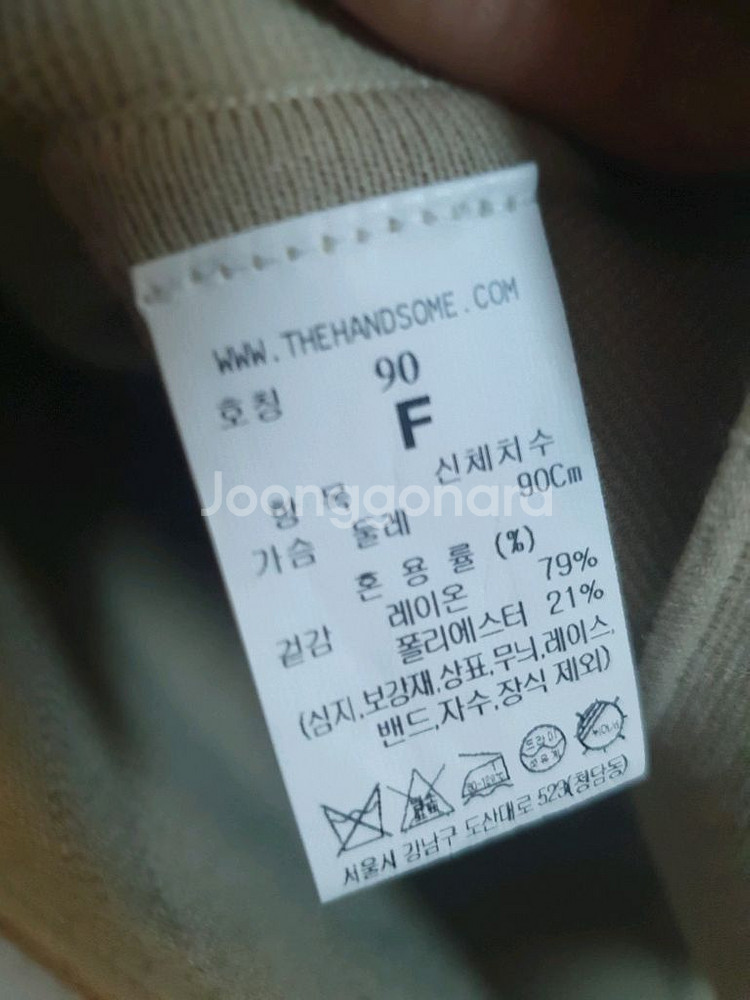 WWW.THEHANDSOME.COM
호칭 90
F
항 목 신체치수
Joongaonara
가슴 둘레 90Cm
혼 용 률 (%)
레이온 79%
겉감 폴리에스터 21%
(심지.보강재.상표.무늬.레이스.
밴드.자수.장식 제외)
드라이
서울시 강남구 도산대로 523(청담동)